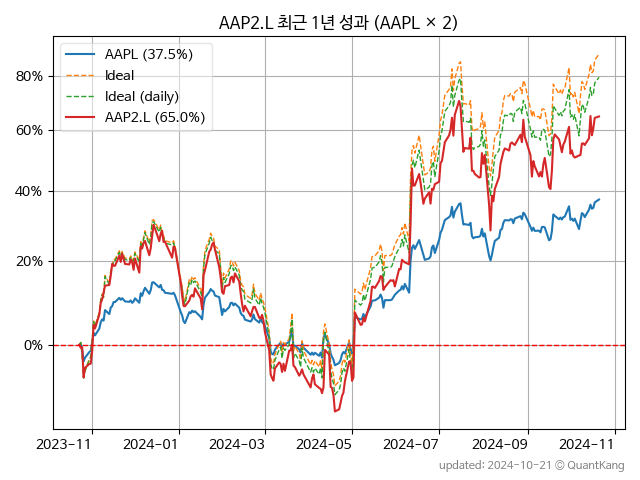 AAP2.L 최근 1년 성과 (AAPL × 2)
AAPL (37.5%)
Ideal
Ideal (daily)
AAP2.L (65.0%)
80%
60%
40%
20%
0%
2023−11 2024−01 2024−03 2024−05 2024−07 2024−09 2024−11
updated: 2024-10-21 © QuantKang